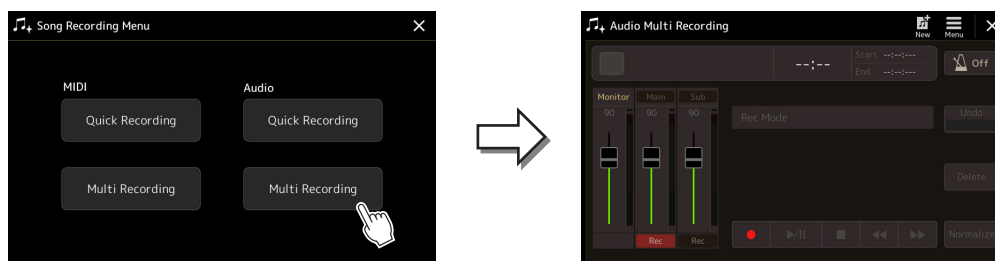 Song Recording Menu
MIDI
Audio
Quick Recording
Quick Recording
Multi Recording
Multi Recording
Audio Multi Recording
New
Menu
--:--
Start --:--:---
End --:--:---
Off
Monitor
Main
Sub
90
90
90
Rec Mode
Undo
Delete
Rec
Rec
Normalize